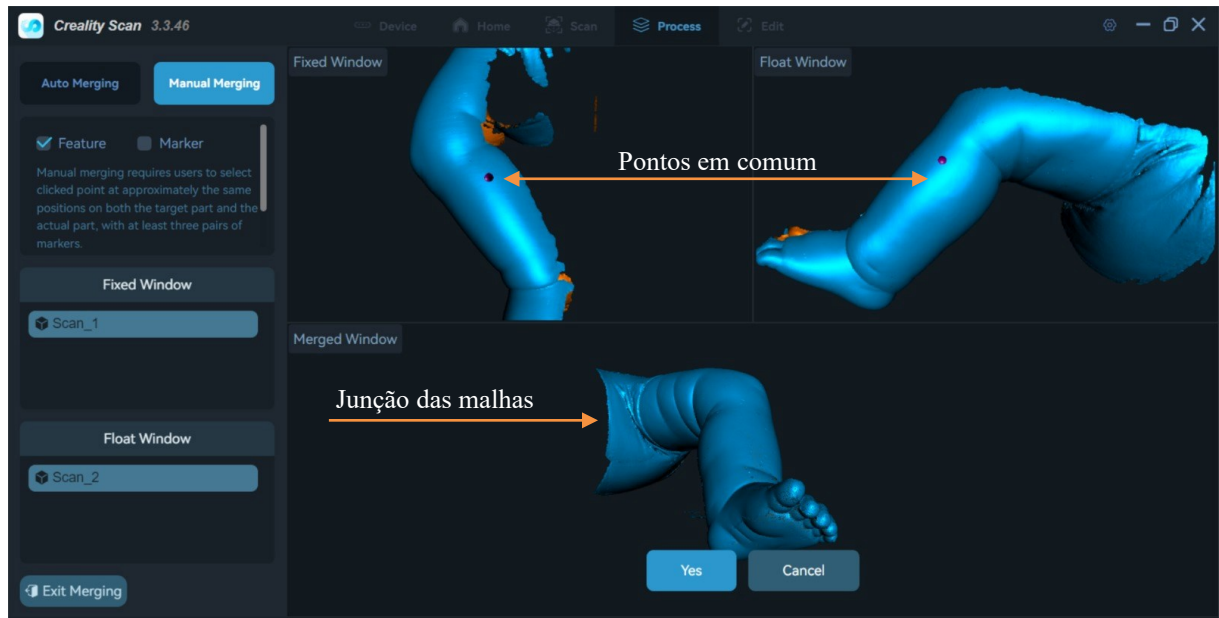 Creality Scan 3.3.46
Device
Home
Scan
Process
Edit
Auto Merging
Manual Merging
Feature
Marker
Manual merging requires users to select
clicked point at approximately the same
positions on both the target part and the
actual part, with at least three pairs of
markers.
Fixed Window
Scan_1
Float Window
Scan_2
Exit Merging
Fixed Window
Float Window
Pontos em comum
Merged Window
Junção das malhas
Yes
Cancel